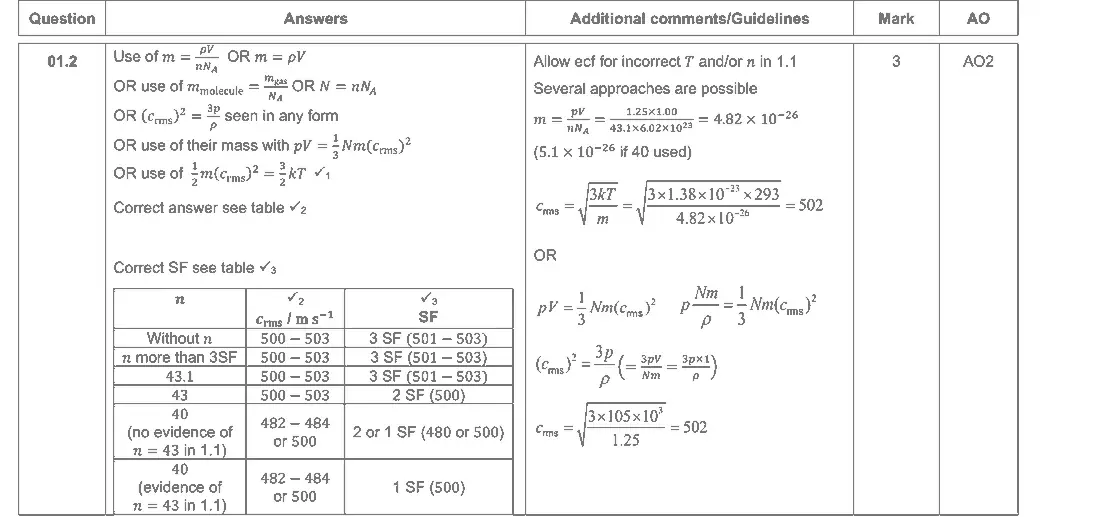 Question	Answers	Additional comments/Guidelines	Mark	AO
01.2
Use of m = pV/nN_A OR m = ρV
OR use of m_molecule = m_gas/N_A OR N = nN_A
OR (c_rms)² = 3p/ρ seen in any form
OR use of their mass with pV = 1/3 Nm(c_rms)²
OR use of 1/2 m(c_rms)² = 3/2 kT ✓1
Correct answer see table ✓2
Correct SF see table ✓3
n	✓2 c_rms / m s⁻¹	✓3 SF
Without n	500 – 503	3 SF (501 – 503)
n more than 3SF	500 – 503	3 SF (501 – 503)
43.1	500 – 503	3 SF (501 – 503)
43	500 – 503	2 SF (500)
40 (no evidence of n = 43 in 1.1)	482 – 484 or 500	2 or 1 SF (480 or 500)
40 (evidence of n = 43 in 1.1)	482 – 484 or 500	1 SF (500)
Allow ecf for incorrect T and/or n in 1.1
Several approaches are possible
m = pV/nN_A = 1.25×1.00/43.1×6.02×10²³ = 4.82 × 10⁻²⁶
(5.1 × 10⁻²⁶ if 40 used)
c_rms = √(3kT/m) = √(3×1.38×10⁻²³×293/4.82×10⁻²⁶) = 502
OR
pV = 1/3 Nm(c_rms)²	p Nm/ρ = 1/3 Nm(c_rms)²
(c_rms)² = 3p/ρ (= 3pV/Nm = 3p×1/ρ)
c_rms = √(3×105×10³/1.25) = 502
3
AO2